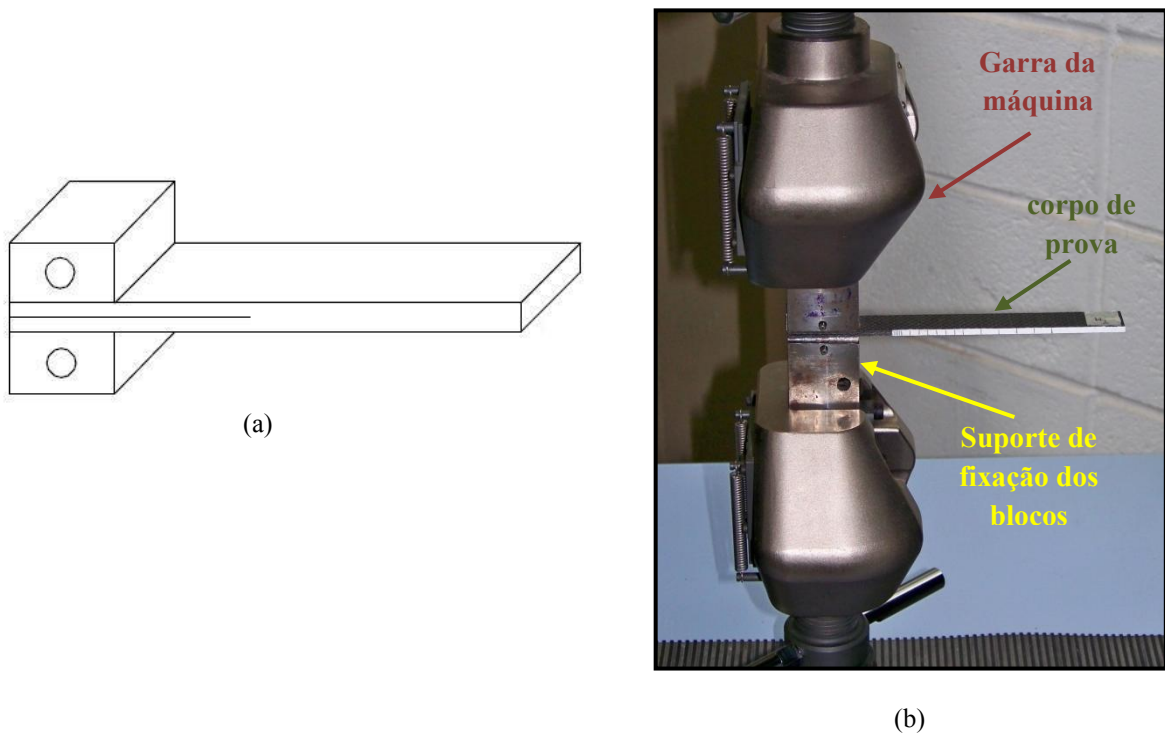 Garra da
máquina
corpo de
prova
Suporte de
fixação dos
blocos
(a)
(b)